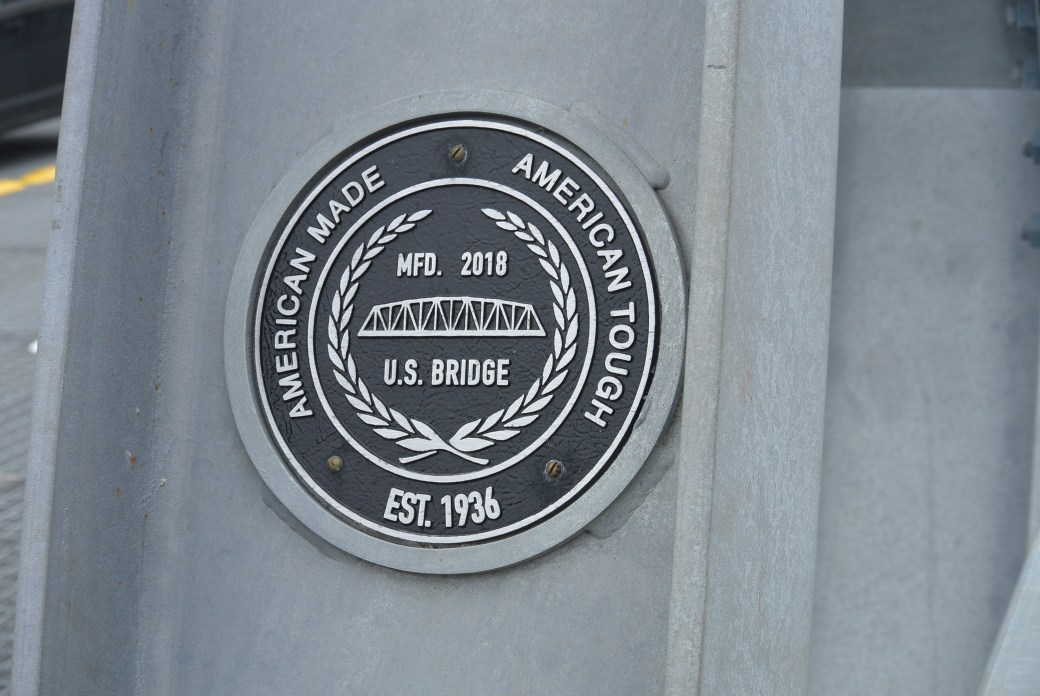 AMERICAN MADE
AMERICAN TOUGH
MFD. 2018
U.S. BRIDGE
EST. 1936